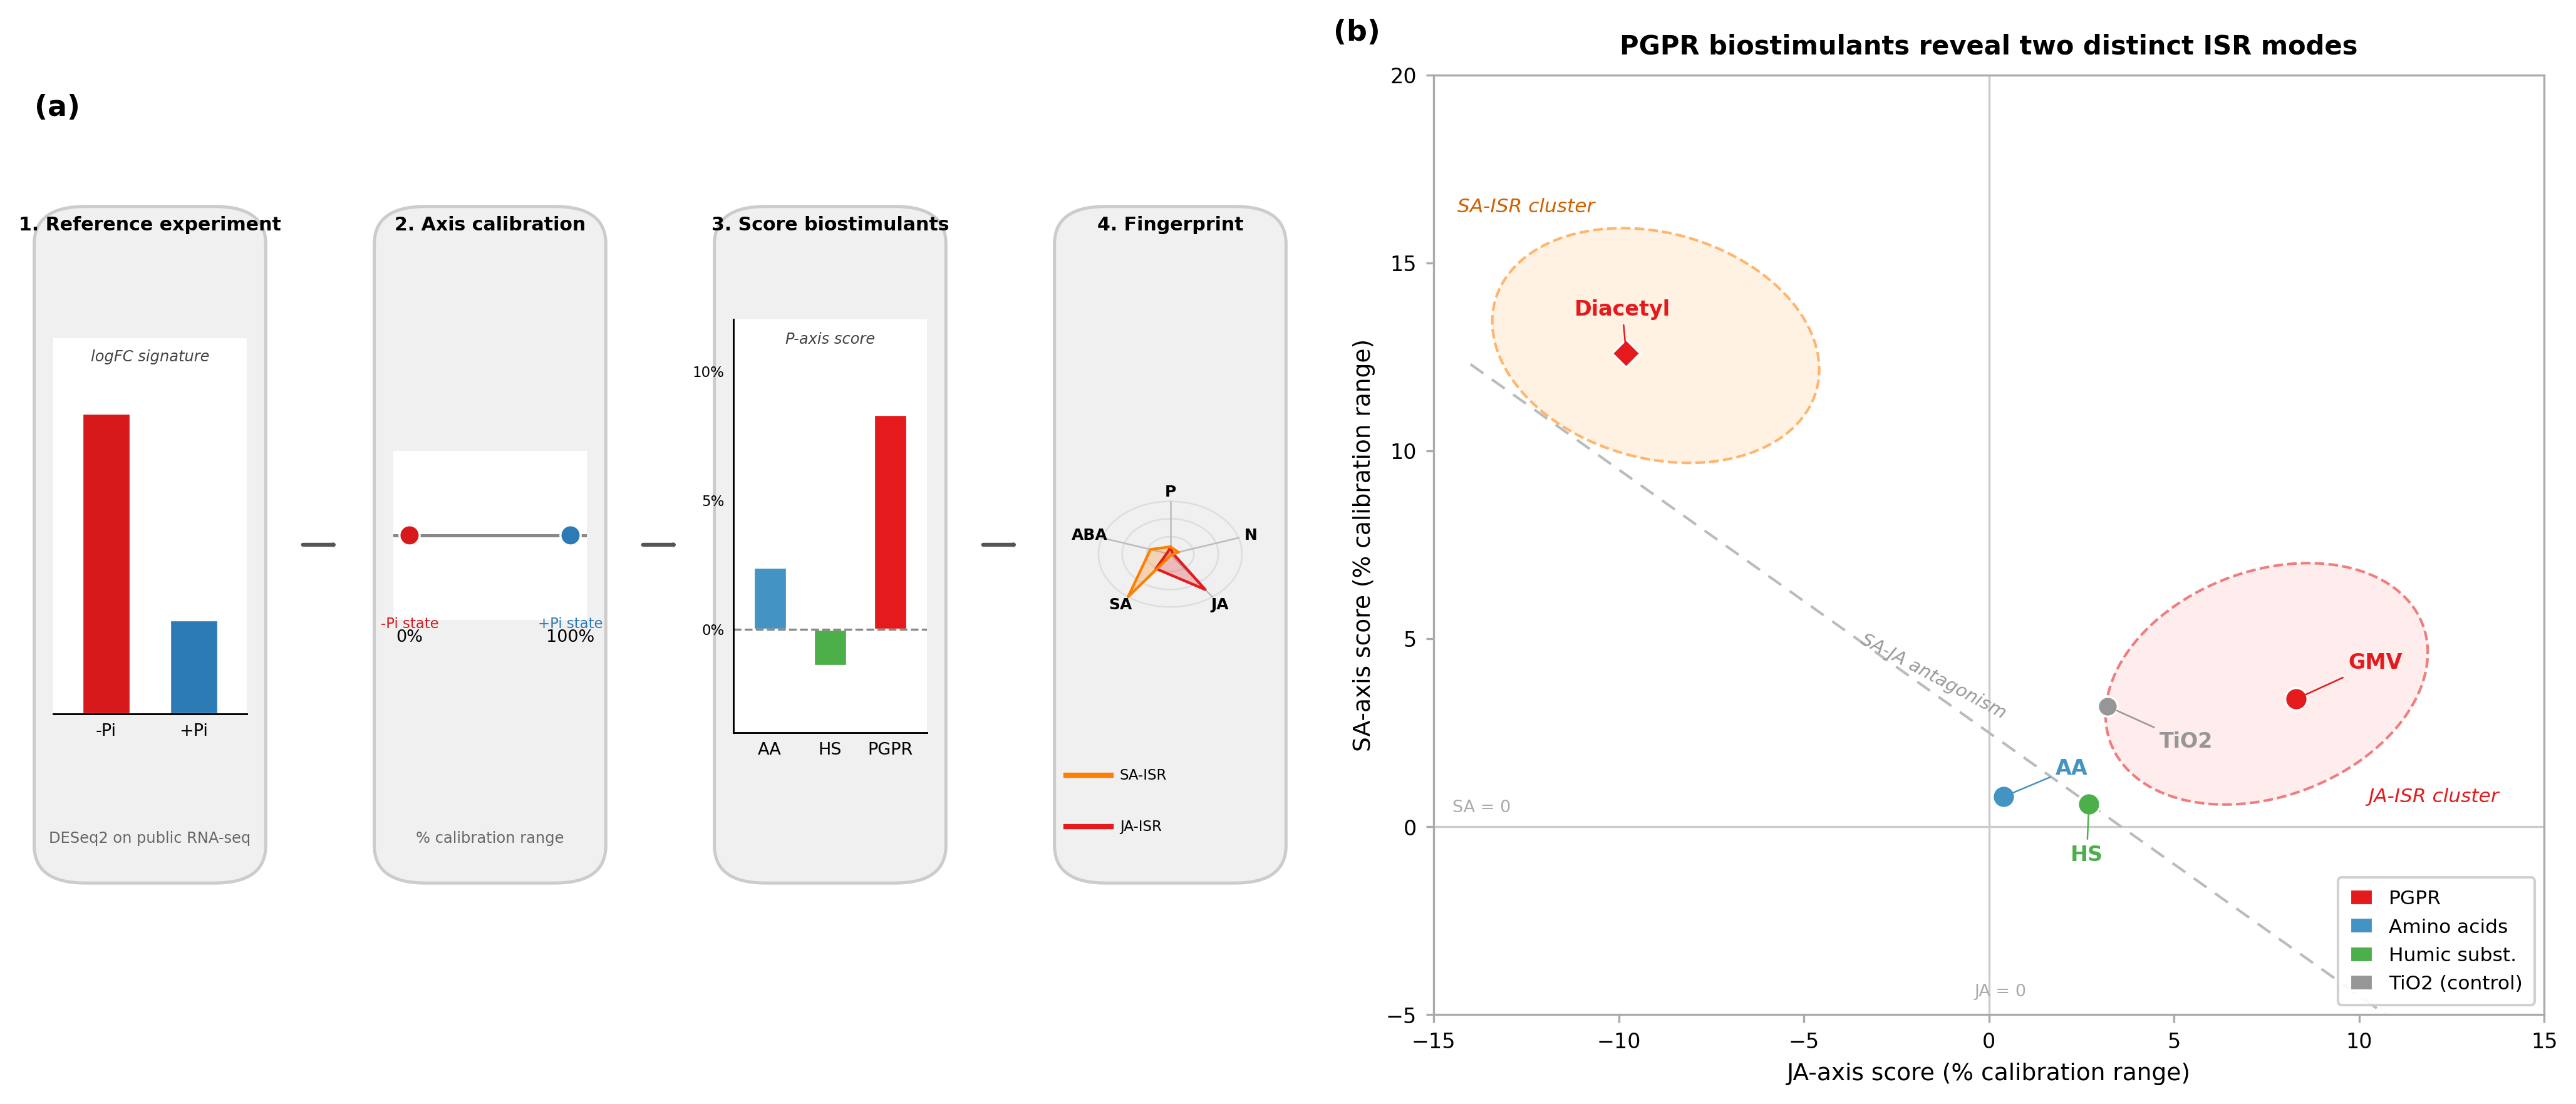 (a)
1. Reference experiment
logFC signature
-Pi
+Pi
DESeq2 on public RNA-seq
2. Axis calibration
-Pi state
+Pi state
0%
100%
% calibration range
3. Score biostimulants
P-axis score
10%
5%
0%
AA
HS
PGPR
4. Fingerprint
P
ABA
N
SA
JA
SA-ISR
JA-ISR
(b)
PGPR biostimulants reveal two distinct ISR modes
SA-axis score (% calibration range)
20
15
10
5
0
−5
SA-ISR cluster
Diacetyl
SA-JA antagonism
GMV
TiO2
AA
JA-ISR cluster
SA = 0
HS
JA = 0
PGPR
Amino acids
Humic subst.
TiO2 (control)
−15
−10
−5
0
5
10
15
JA-axis score (% calibration range)